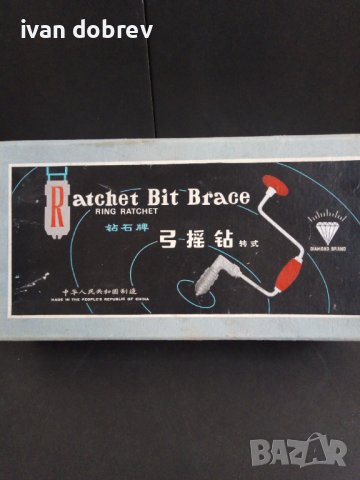 ivan dobrev
Ratchet Bit Brace
RING RATCHET
钻石牌
弓摇钻 转式
DIAMOND BRAND
中华人民共和国制造
MADE IN THE PEOPLE'S REPUBLIC OF CHINA
BAZAR